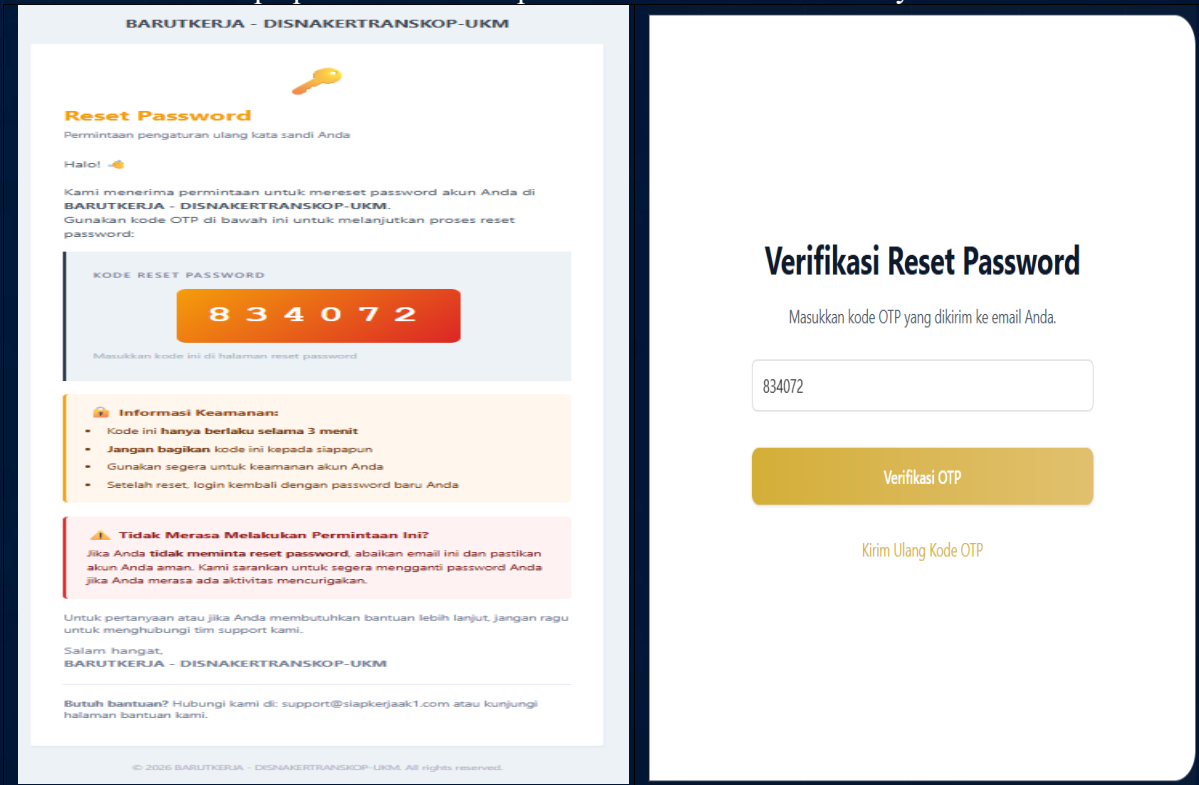 BARUTKERJA - DISNAKERTRANSKOP-UKM
Reset Password
Permintaan pengaturan ulang kata sandi Anda
Halo!
Kami menerima permintaan untuk mereset password akun Anda di
BARUTKERJA - DISNAKERTRANSKOP-UKM.
Gunakan kode OTP di bawah ini untuk melanjutkan proses reset
password:
KODE RESET PASSWORD
8 3 4 0 7 2
Masukkan kode ini di halaman reset password
Informasi Keamanan:
• Kode ini hanya berlaku selama 3 menit
• Jangan bagikan kode ini kepada siapapun
• Gunakan segera untuk keamanan akun Anda
• Setelah reset, login kembali dengan password baru Anda
Tidak Merasa Melakukan Permintaan Ini?
Jika Anda tidak meminta reset password, abaikan email ini dan pastikan
akun Anda aman. Kami sarankan untuk segera mengganti password Anda
jika Anda merasa ada aktivitas mencurigakan.
Untuk pertanyaan atau jika Anda membutuhkan bantuan lebih lanjut, jangan ragu
untuk menghubungi tim support kami.
Salam hangat,
BARUTKERJA - DISNAKERTRANSKOP-UKM
Butuh bantuan? Hubungi kami di: support@siapkerjaak1.com atau kunjungi
halaman bantuan kami.
© 2026 BARUTKERJA - DISNAKERTRANSKOP-UKM. All rights reserved.
Verifikasi Reset Password
Masukkan kode OTP yang dikirim ke email Anda.
834072
Verifikasi OTP
Kirim Ulang Kode OTP